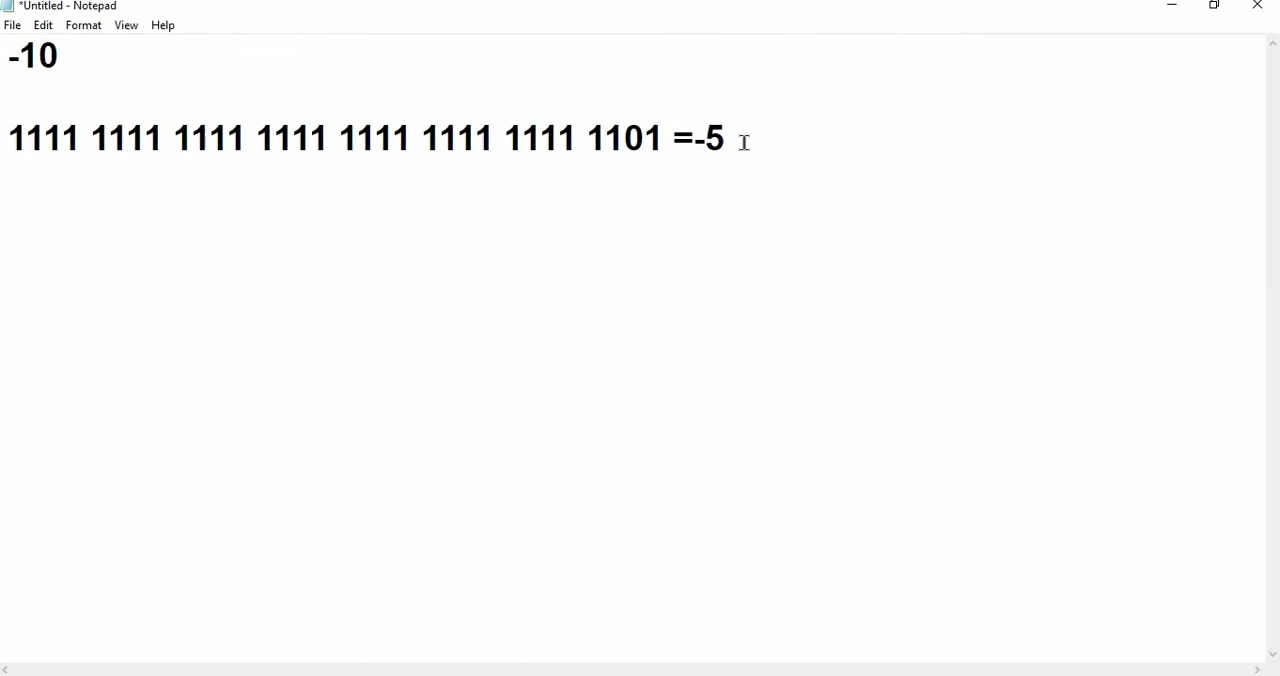 *Untitled - Notepad
File Edit Format View Help
-10
1111 1111 1111 1111 1111 1111 1111 1101 =-5